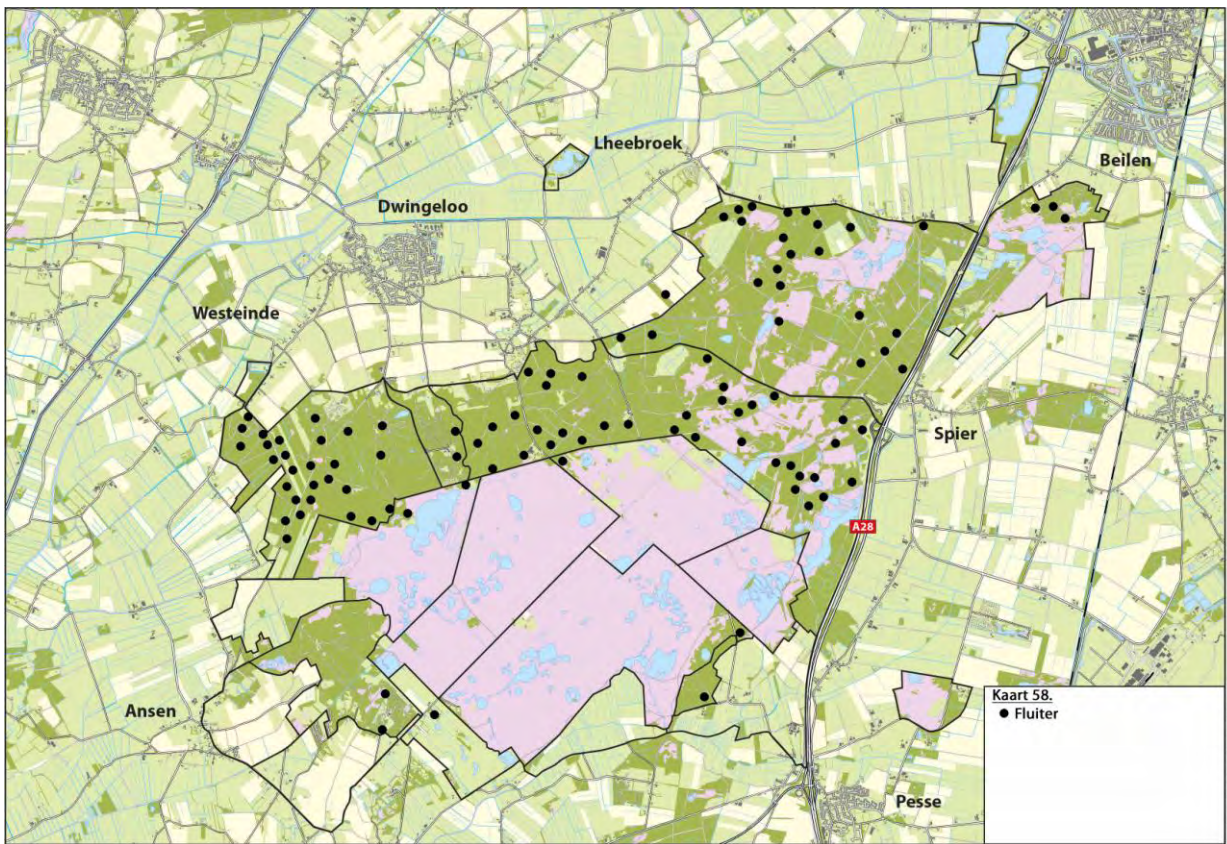 Lheebroek
Beilen
Dwingeloo
Westeinde
Spier
A28
Ansen
Kaart 58.
Fluiter
Pesse